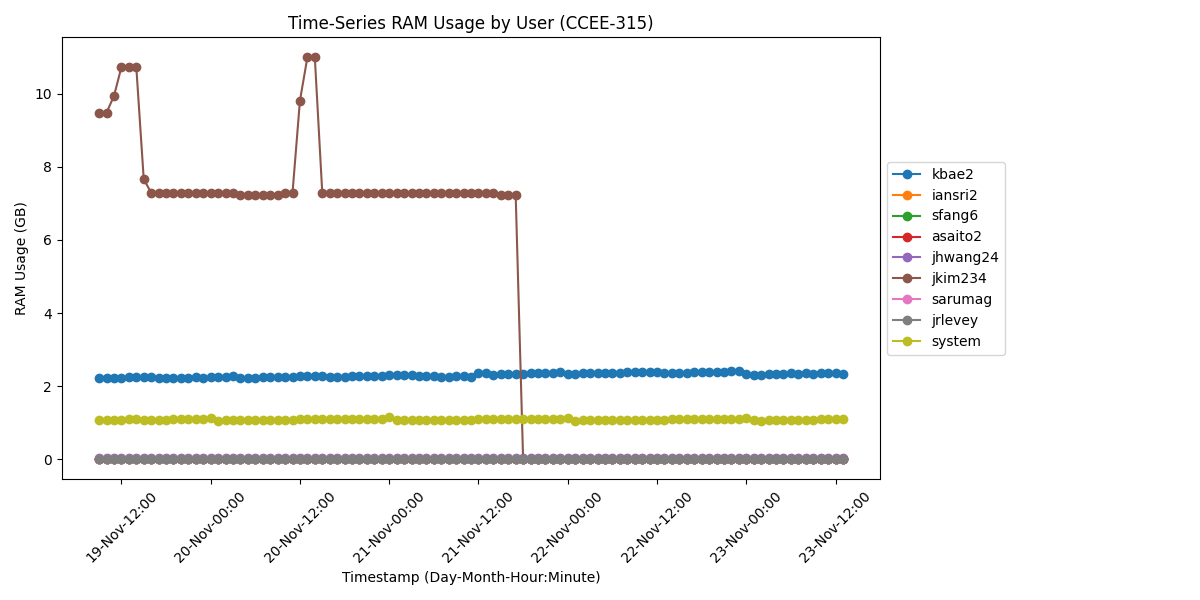 Time-Series RAM Usage by User (CCEE-315)
RAM Usage (GB)
10
8
6
4
2
0
19-Nov-12:00
20-Nov-00:00
20-Nov-12:00
21-Nov-00:00
21-Nov-12:00
22-Nov-00:00
22-Nov-12:00
23-Nov-00:00
23-Nov-12:00
Timestamp (Day-Month-Hour:Minute)
kbae2
iansri2
sfang6
asaito2
jhwang24
jkim234
sarumag
jrlevey
system